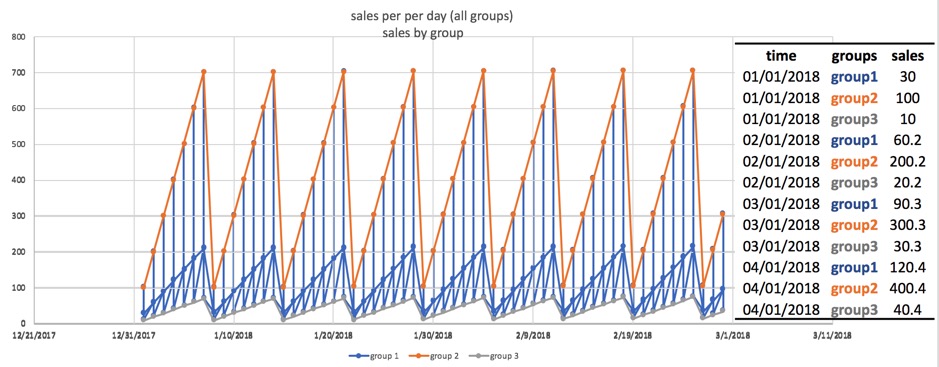 sales per per day (all groups)
sales by group
800
700
600
500
400
300
200
100
0
12/21/2017 12/31/2017 1/10/2018 1/20/2018 1/30/2018 2/9/2018 2/19/2018 3/1/2018 3/11/2018
group 1 group 2 group 3
time groups sales
01/01/2018 group1 30
01/01/2018 group2 100
01/01/2018 group3 10
02/01/2018 group1 60.2
02/01/2018 group2 200.2
02/01/2018 group3 20.2
03/01/2018 group1 90.3
03/01/2018 group2 300.3
03/01/2018 group3 30.3
04/01/2018 group1 120.4
04/01/2018 group2 400.4
04/01/2018 group3 40.4